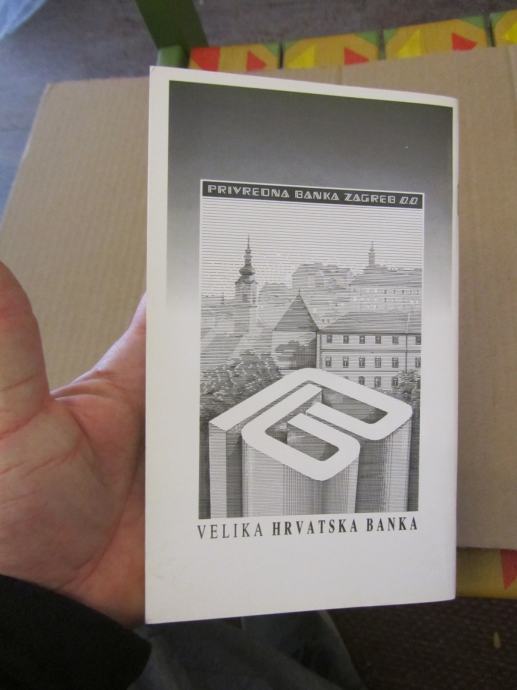 PRIVREDNA BANKA ZAGREB D.D
VELIKA HRVATSKA BANKA